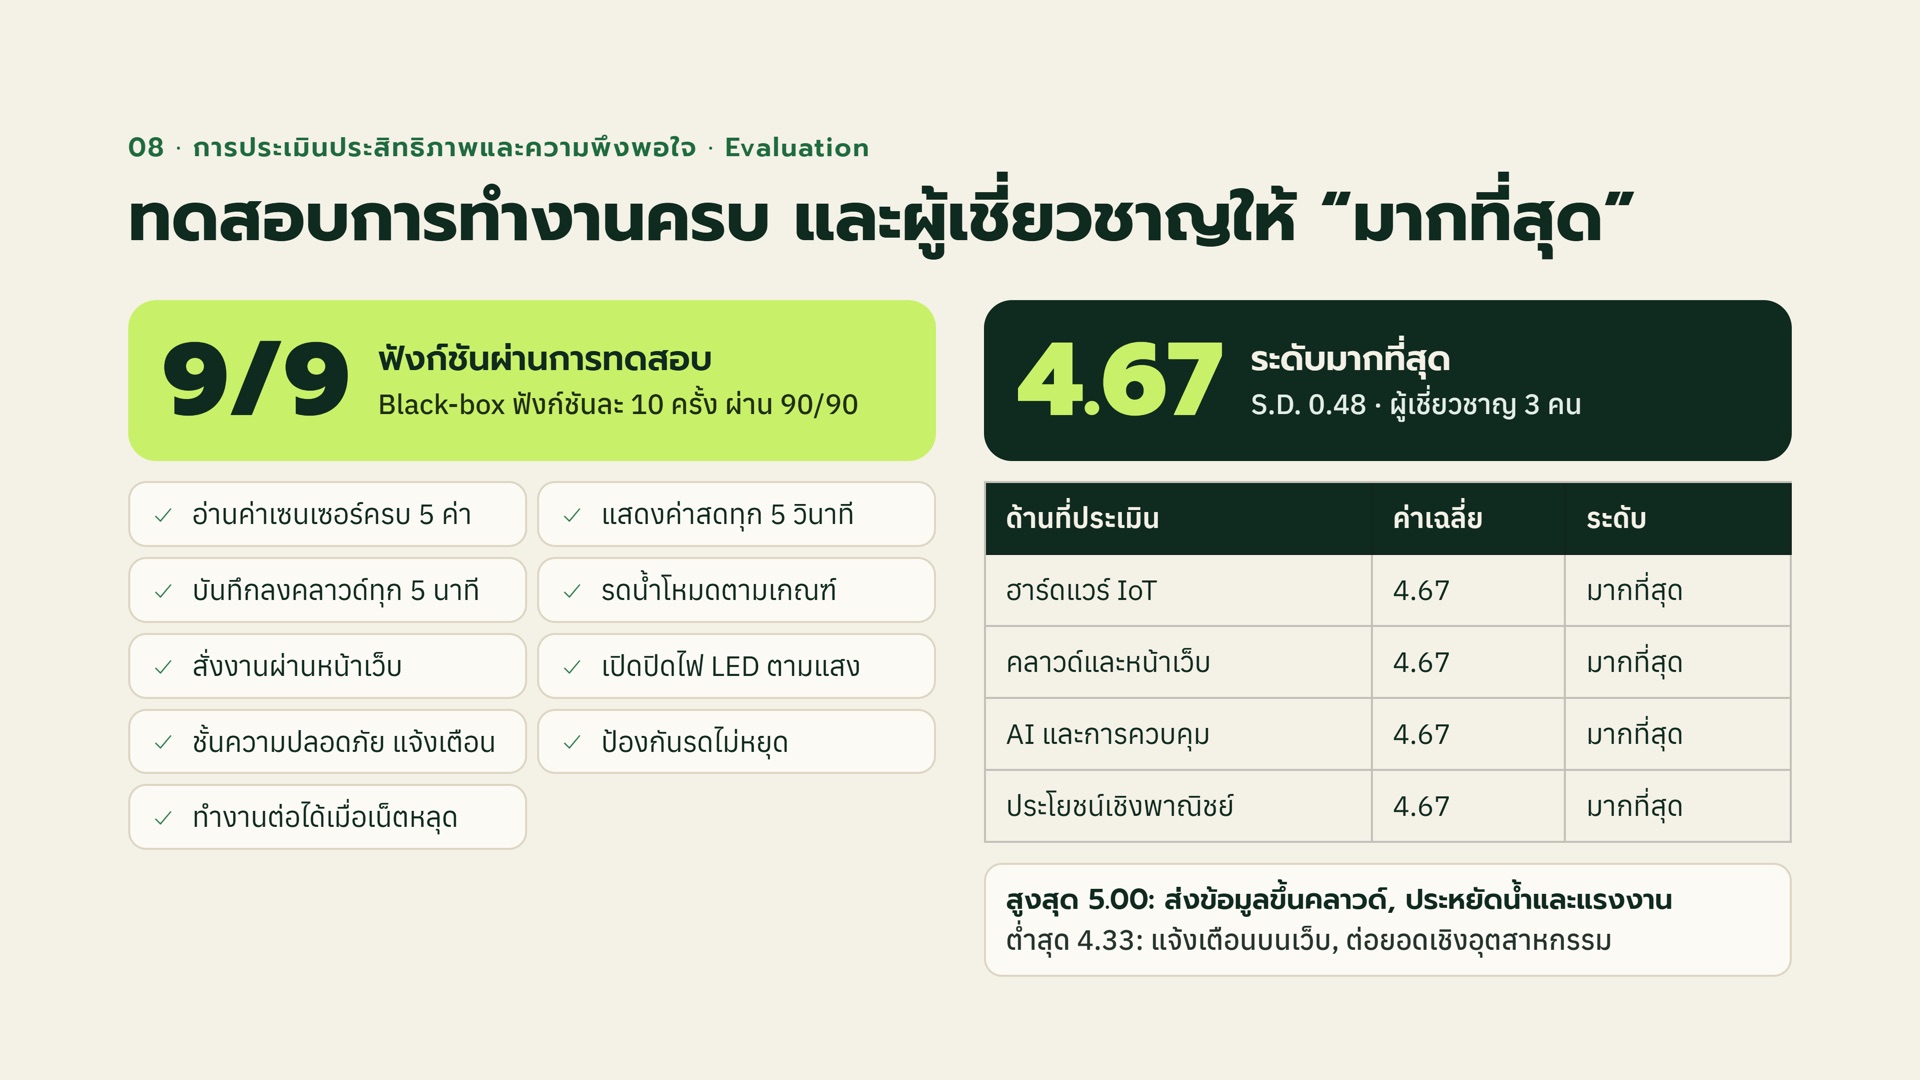 08 · การประเมินประสิทธิภาพและความพึงพอใจ · Evaluation
ทดสอบการทำงานครบ และผู้เชี่ยวชาญให้ “มากที่สุด”
9/9
ฟังก์ชันผ่านการทดสอบ
Black-box ฟังก์ชันละ 10 ครั้ง ผ่าน 90/90
✓ อ่านค่าเซนเซอร์ครบ 5 ค่า
✓ แสดงค่าสดทุก 5 วินาที
✓ บันทึกลงคลาวด์ทุก 5 นาที
✓ รดน้ำโหมดตามเกณฑ์
✓ สั่งงานผ่านหน้าเว็บ
✓ เปิดปิดไฟ LED ตามแสง
✓ ชั้นความปลอดภัย แจ้งเตือน
✓ ป้องกันรดไม่หยุด
✓ ทำงานต่อได้เมื่อเน็ตหลุด
4.67
ระดับมากที่สุด
S.D. 0.48 · ผู้เชี่ยวชาญ 3 คน
ด้านที่ประเมิน ค่าเฉลี่ย ระดับ
ฮาร์ดแวร์ IoT 4.67 มากที่สุด
คลาวด์และหน้าเว็บ 4.67 มากที่สุด
AI และการควบคุม 4.67 มากที่สุด
ประโยชน์เชิงพาณิชย์ 4.67 มากที่สุด
สูงสุด 5.00: ส่งข้อมูลขึ้นคลาวด์, ประหยัดน้ำและแรงงาน
ต่ำสุด 4.33: แจ้งเตือนบนเว็บ, ต่อยอดเชิงอุตสาหกรรม